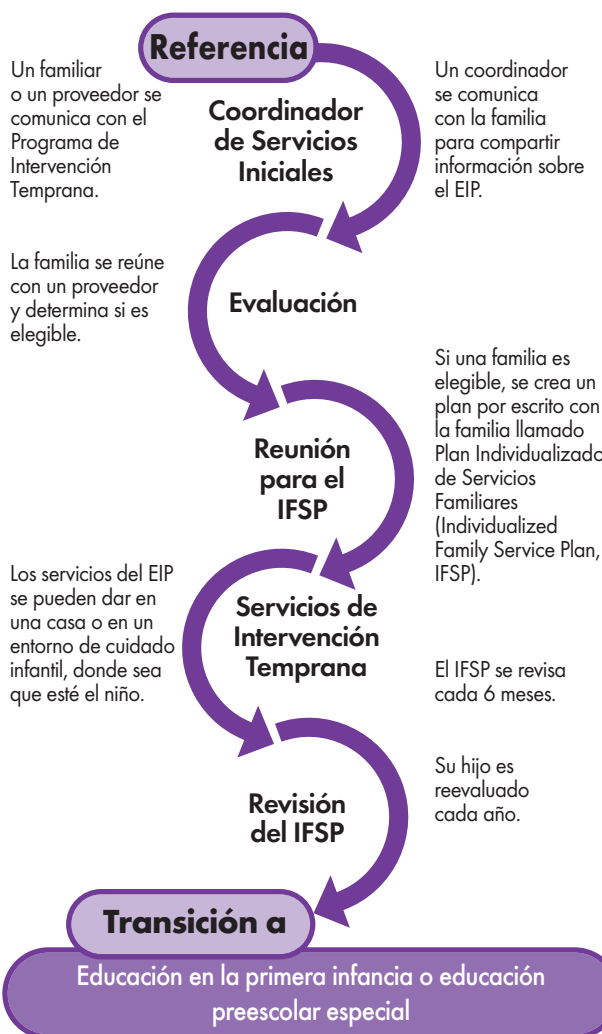 Referencia
Un familiar
o un proveedor se
comunica con el
Programa de
Intervención
Temprana.
Coordinador
de Servicios
Iniciales
Un coordinador
se comunica
con la familia
para compartir
información sobre
el EIP.
La familia se reúne
con un proveedor
y determina si es
elegible.
Evaluación
Reunión
para el
IFSP
Si una familia es
elegible, se crea un
plan por escrito con
la familia llamado
Plan Individualizado
de Servicios
Familiares
(Individualized
Family Service Plan,
IFSP).
Los servicios del EIP
se pueden dar en
una casa o en un
entorno de cuidado
infantil, donde sea
que esté el niño.
Servicios de
Intervención
Temprana
El IFSP se revisa
cada 6 meses.
Revisión
del IFSP
Su hijo es
reevaluado
cada año.
Transición a
Educación en la primera infancia o educación
preescolar especial